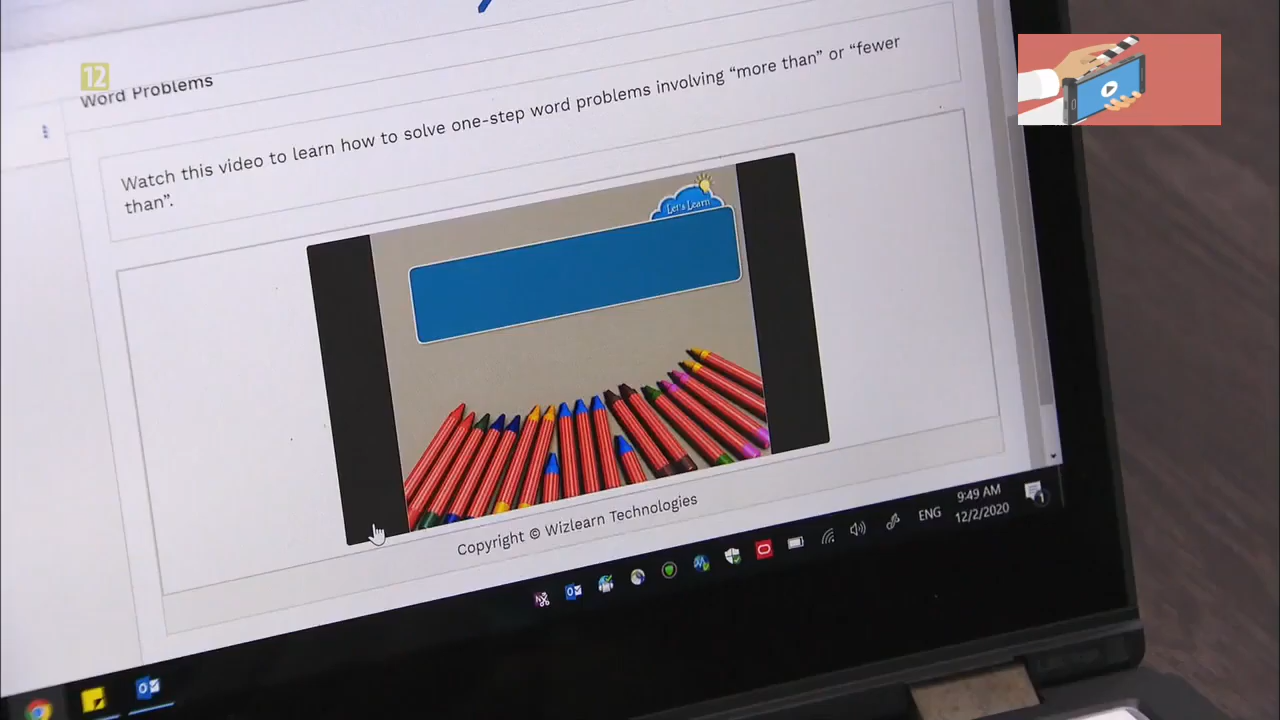 12
Word Problems
Watch this video to learn how to solve one-step word problems involving “more than” or “fewer
than”.
Let's Learn
Copyright © Wizlearn Technologies
9:49 AM
ENG
12/2/2020
1